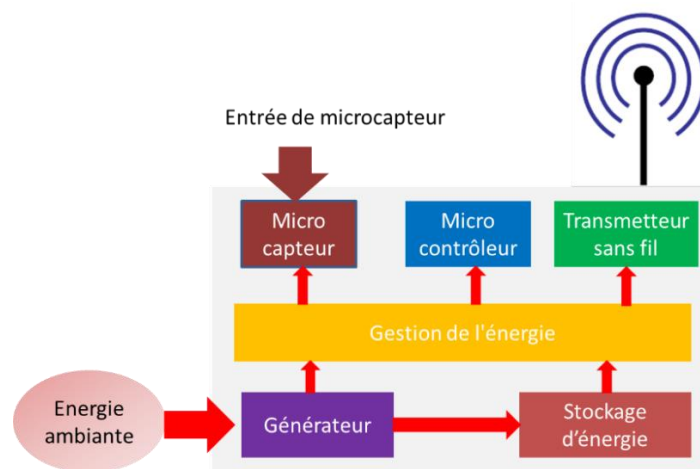 Entrée de microcapteur
Micro
capteur
Micro
contrôleur
Transmetteur
sans fil
Gestion de l'énergie
Energie
ambiante
Générateur
Stockage
d’énergie